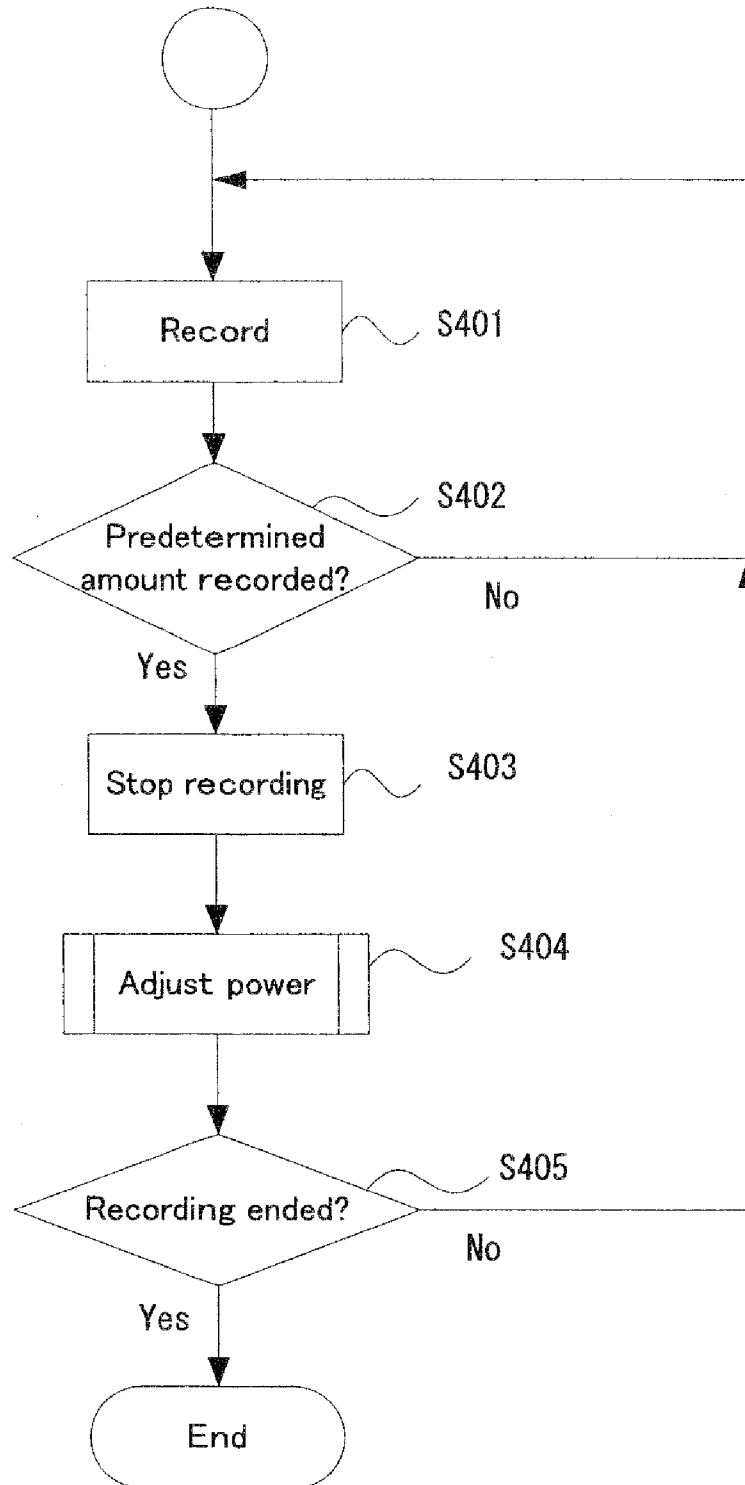 Record
S401
S402
Predetermined
amount recorded?
No
Yes
Stop recording
S403
Adjust power
S404
S405
Recording ended?
No
Yes
End